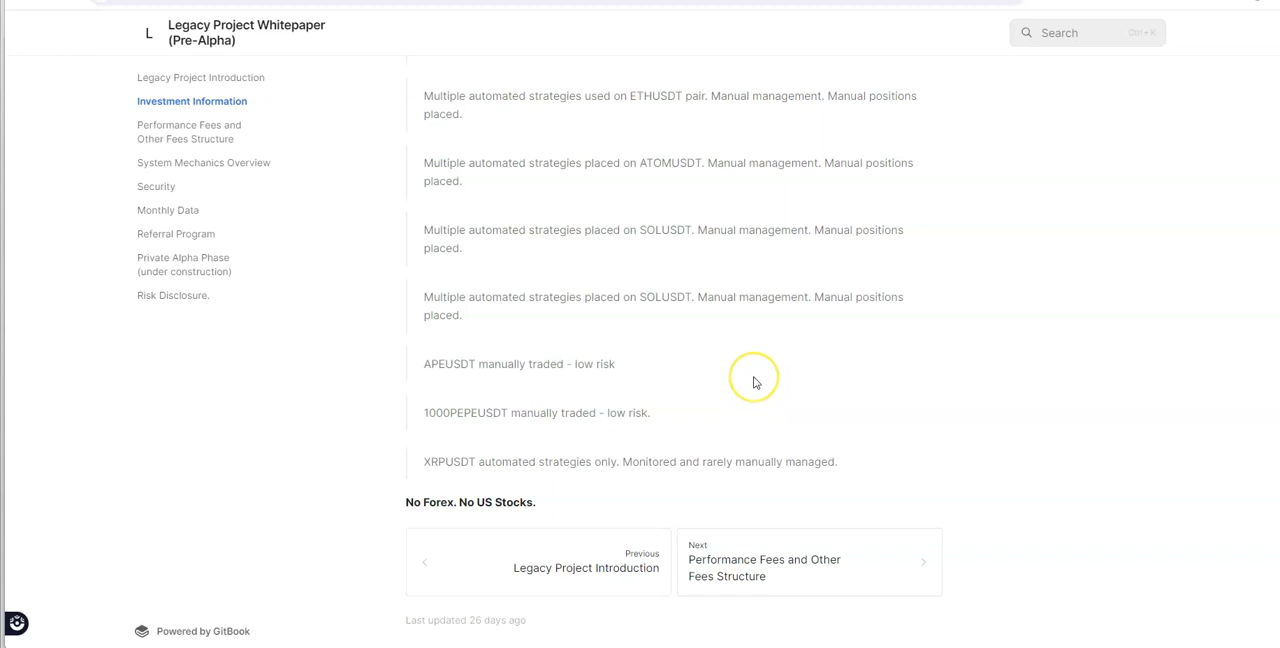 L
Legacy Project Whitepaper
(Pre-Alpha)
Search
Ctrl+K
Legacy Project Introduction
Investment Information
Performance Fees and
Other Fees Structure
System Mechanics Overview
Security
Monthly Data
Referral Program
Private Alpha Phase
(under construction)
Risk Disclosure.
Multiple automated strategies used on ETHUSDT pair. Manual management. Manual positions
placed.
Multiple automated strategies placed on ATOMUSDT. Manual management. Manual positions
placed.
Multiple automated strategies placed on SOLUSDT. Manual management. Manual positions
placed.
Multiple automated strategies placed on SOLUSDT. Manual management. Manual positions
placed.
APEUSDT manually traded - low risk
1000PEPEUSDT manually traded - low risk.
XRPUSDT automated strategies only. Monitored and rarely manually managed.
No Forex. No US Stocks.
Previous
Legacy Project Introduction
Next
Performance Fees and Other
Fees Structure
Last updated 26 days ago
Powered by GitBook